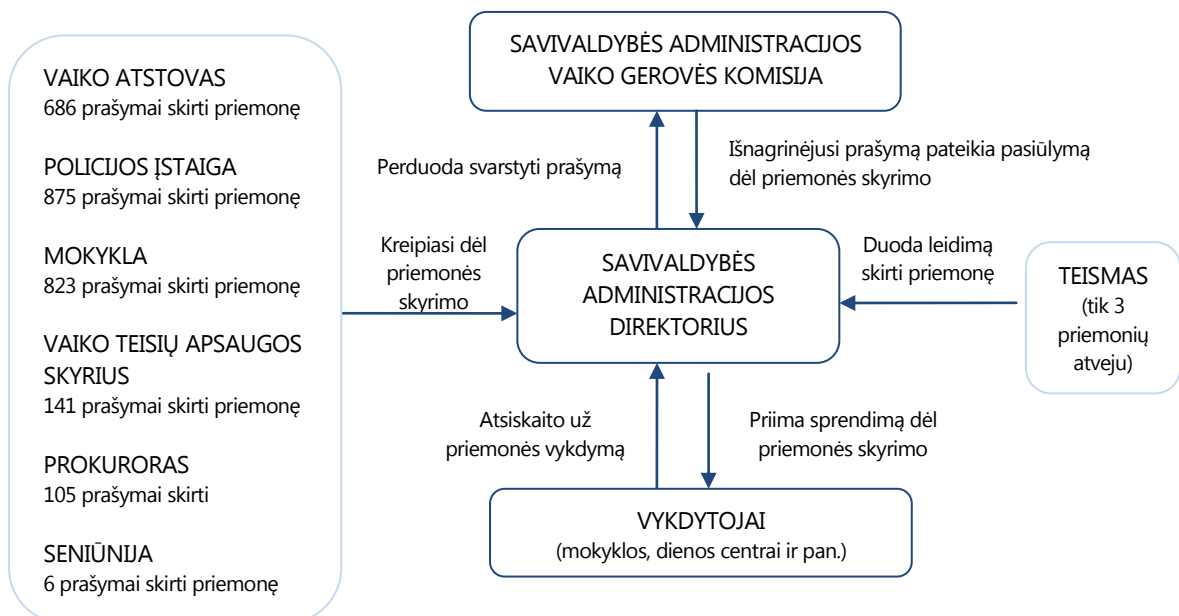 VAIKO ATSTOVAS
686 prašymai skirti priemonę
POLICIJOS ĮSTAIGA
875 prašymai skirti priemonę
MOKYKLA
823 prašymai skirti priemonę
VAIKO TEISIŲ APSAUGOS
SKYRIUS
141 prašymai skirti priemonę
PROKURORAS
105 prašymai skirti
SENIŪNIJA
6 prašymai skirti priemonę
Kreipiasi dėl
priemonės
skyrimo
SAVIVALDYBĖS ADMINISTRACIJOS
VAIKO GEROVĖS KOMISIJA
Perduoda svarstyti prašymą
Išnagrinėjusi prašymą pateikia pasiūlymą
dėl priemonės skyrimo
SAVIVALDYBĖS
ADMINISTRACIJOS
DIREKTORIUS
Duoda leidimą
skirti priemonę
TEISMAS
(tik 3
priemonių
atveju)
Atsiskaito už
priemonės vykdymą
Priima sprendimą dėl
priemonės skyrimo
VYKDYTOJAI
(mokyklos, dienos centrai ir pan.)